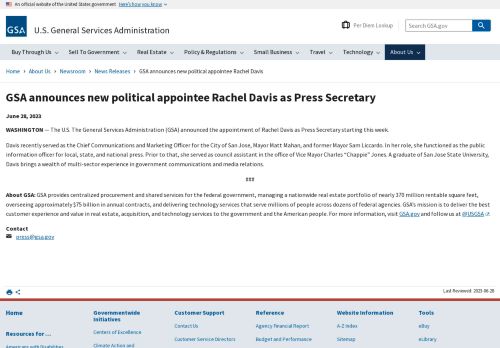 An official website of the United States government Here's how you know
GSA
U.S. General Services Administration
Per Diem Lookup
Search GSA.gov
Buy Through Us Sell To Government Real Estate Policy & Regulations Small Business Travel Technology About Us
Home › About Us › Newsroom › News Releases › GSA announces new political appointee Rachel Davis
GSA announces new political appointee Rachel Davis as Press Secretary
June 28, 2023
WASHINGTON — The U.S. The General Services Administration (GSA) announced the appointment of Rachel Davis as Press Secretary starting this week.
Davis recently served as the Chief Communications and Marketing Officer for the City of San Jose, Mayor Matt Mahan, and former Mayor Sam Liccardo. In her role, she functioned as the public
information officer for local, state, and national press. Prior to that, she served as council assistant in the office of Vice Mayor Charles "Chappie" Jones. A graduate of San Jose State University,
Davis brings a wealth of multi-sector experience in government communications and media relations.
###
About GSA: GSA provides centralized procurement and shared services for the federal government, managing a nationwide real estate portfolio of nearly 370 million rentable square feet,
overseeing approximately $75 billion in annual contracts, and delivering technology services that serve millions of people across dozens of federal agencies. GSA's mission is to deliver the best
customer experience and value in real estate, acquisition, and technology services to the government and the American people. For more information, visit GSA.gov and follow us at @USGSA.
Contact
press@gsa.gov
Last Reviewed: 2023-06-28
Home
Resources for...
Americans with Disabilities
Governmentwide
Initiatives
Centers of Excellence
Climate Action and
Customer Support
Contact Us
Customer Service Directors
Reference
Agency Financial Report
Budget and Performance
Website Information
A-Z Index
Sitemap
Tools
eBuy
eLibrary